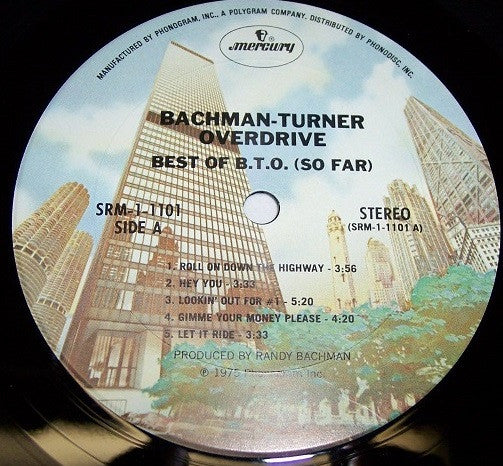 MANUFACTURED BY PHONOGRAM, INC., A POLYGRAM COMPANY. DISTRIBUTED BY PHONODISC, INC.
mercury
BACHMAN-TURNER
OVERDRIVE
BEST OF B.T.O. (SO FAR)
SRM-1-1101
SIDE A
STEREO
(SRM-1-1101 A)
1. ROLL ON DOWN THE HIGHWAY - 3:56
2. HEY YOU - 3:33
3. LOOKIN' OUT FOR #1 - 5:20
4. GIMME YOUR MONEY PLEASE - 4:20
5. LET IT RIDE - 3:33
PRODUCED BY RANDY BACHMAN
℗ 1975 Inc.